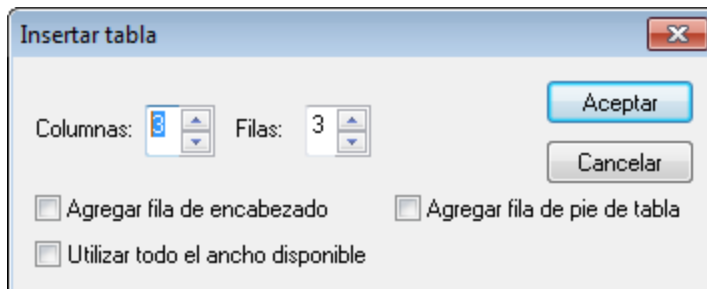 Insertar tabla
Columnas: 3 Filas: 3
Aceptar
Cancelar
Agregar fila de encabezado
Agregar fila de pie de tabla
Utilizar todo el ancho disponible